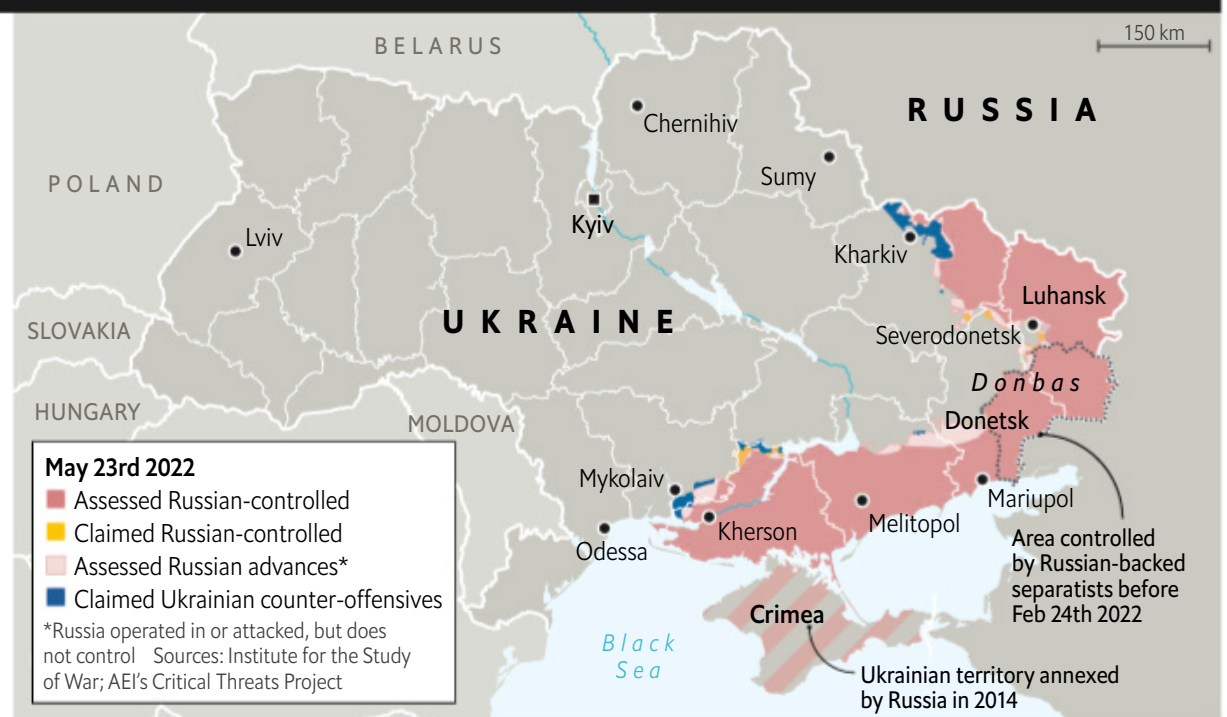 150 km
BELARUS
RUSSIA
Chernihiv
POLAND
Sumy
Kyiv
Lviv
Kharkiv
UKRAINE
Luhansk
SLOVAKIA
Severodonetsk
Donbas
HUNGARY
MOLDOVA
Donetsk
May 23rd 2022
Assessed Russian-controlled
Claimed Russian-controlled
Assessed Russian advances*
Claimed Ukrainian counter-offensives
*Russia operated in or attacked, but does
not control Sources: Institute for the Study
of War; AEI's Critical Threats Project
Mykolaiv
Mariupol
Kherson
Melitopol
Odessa
Area controlled
by Russian-backed
separatists before
Feb 24th 2022
Crimea
Black
Sea
Ukrainian territory annexed
by Russia in 2014